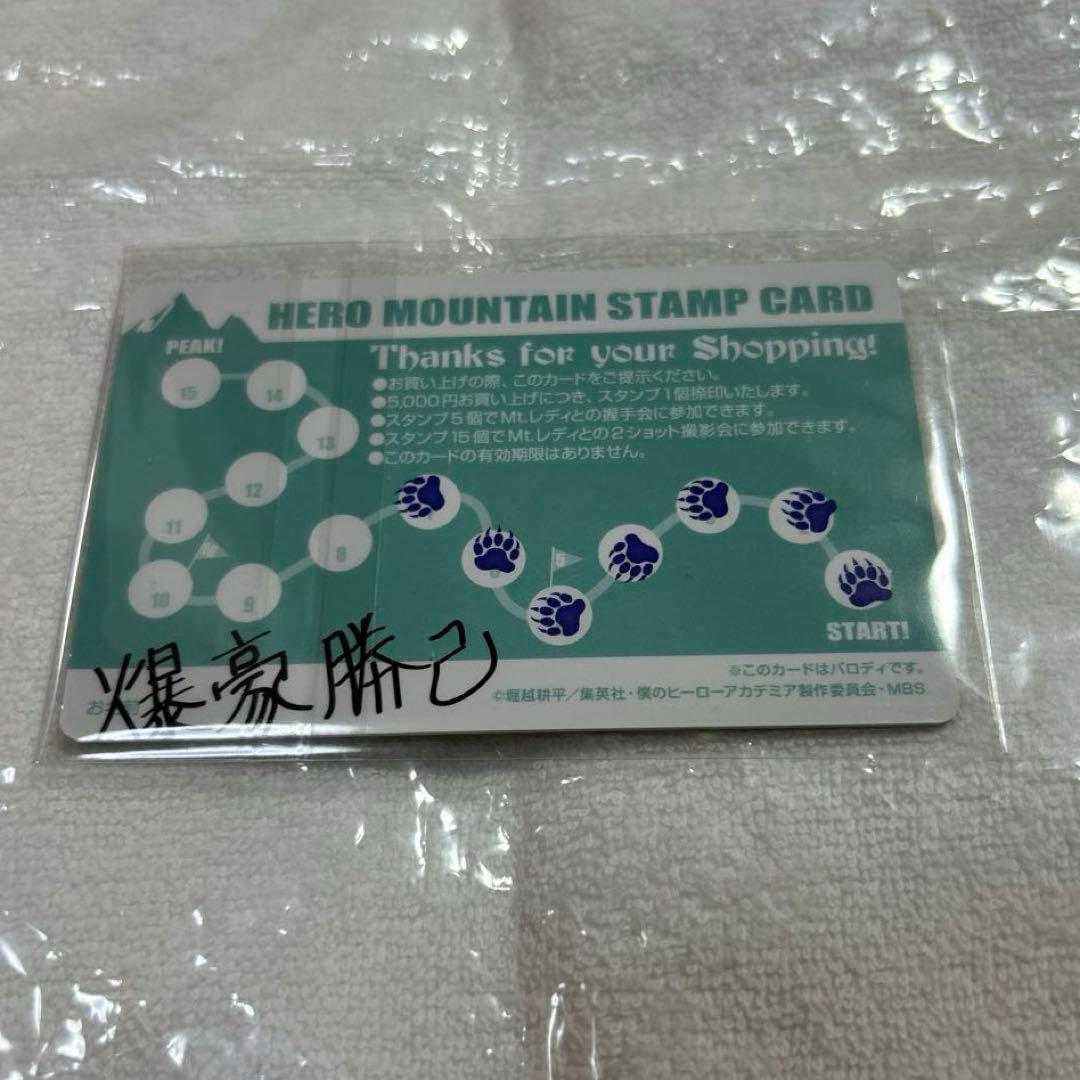 HERO MOUNTAIN STAMP CARD
PEAK!
Thanks for your Shopping!
●お買い上げの際、このカードをご提示ください。
●5,000円お買い上げにつき、スタンプ1個捺印いたします。
●スタンプ5個でMt.レディとの握手会に参加できます。
●スタンプ15個でMt.レディとの2ショット撮影会に参加できます。
●このカードの有効期限はありません。
15
14
13
12
11
10
9
8
START!
爆豪勝己
※このカードはパロディです。
©堀越耕平/集英社・僕のヒーローアカデミア製作委員会・MBS